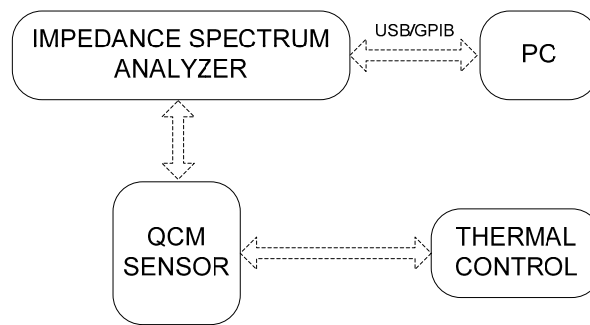 IMPEDANCE SPECTRUM
ANALYZER
USB/GPIB
PC
QCM
SENSOR
THERMAL
CONTROL